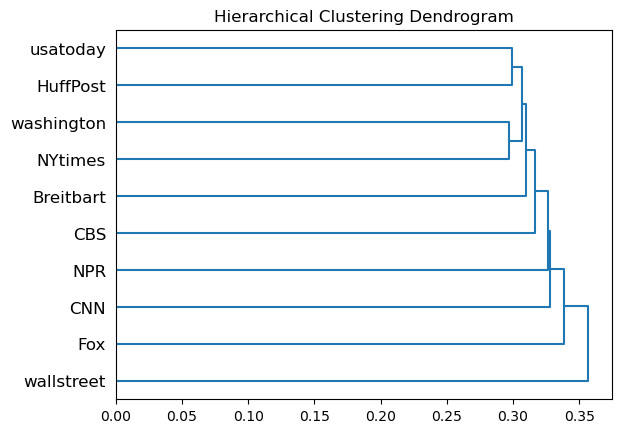 Hierarchical Clustering Dendrogram
usatoday
HuffPost
washington
NYtimes
Breitbart
CBS
NPR
CNN
Fox
wallstreet
0.00 0.05 0.10 0.15 0.20 0.25 0.30 0.35